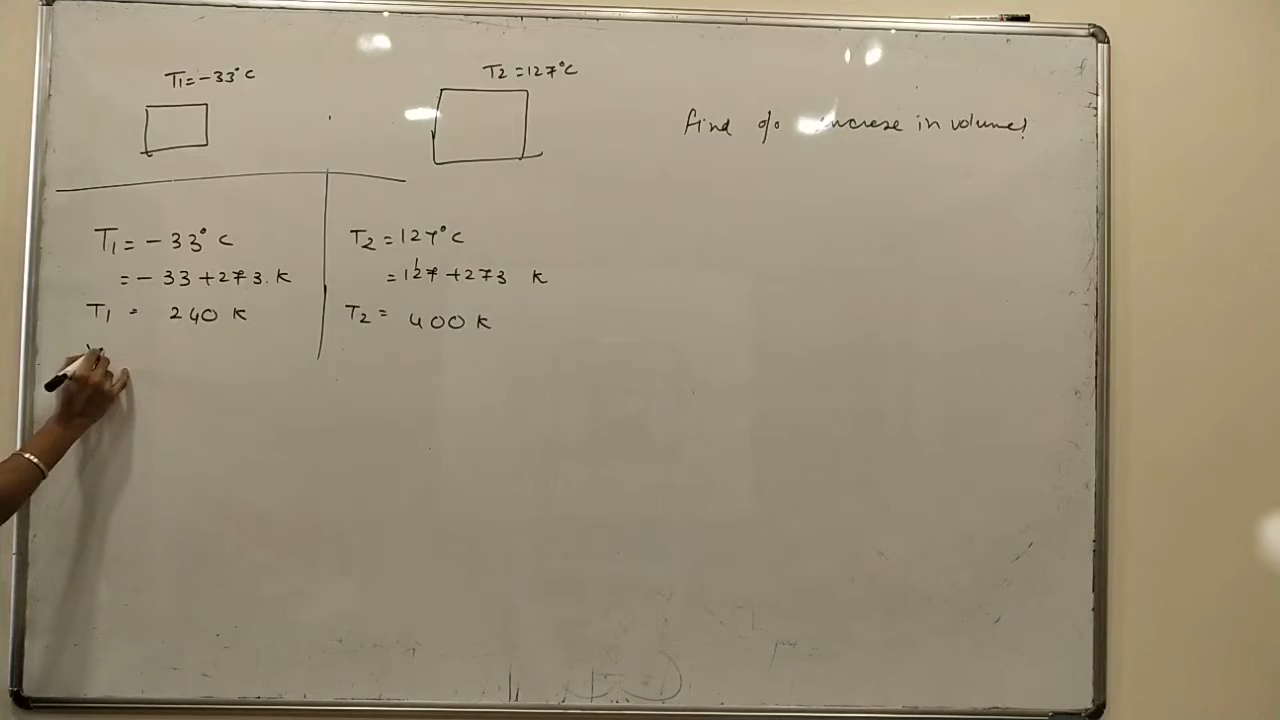 T1 = -33°C
T2 = 127°C
Find % increase in volume?
T1 = -33°C
= -33 + 273. K
T1 = 240 K
T2 = 127°C
= 127 + 273 K
T2 = 400 K